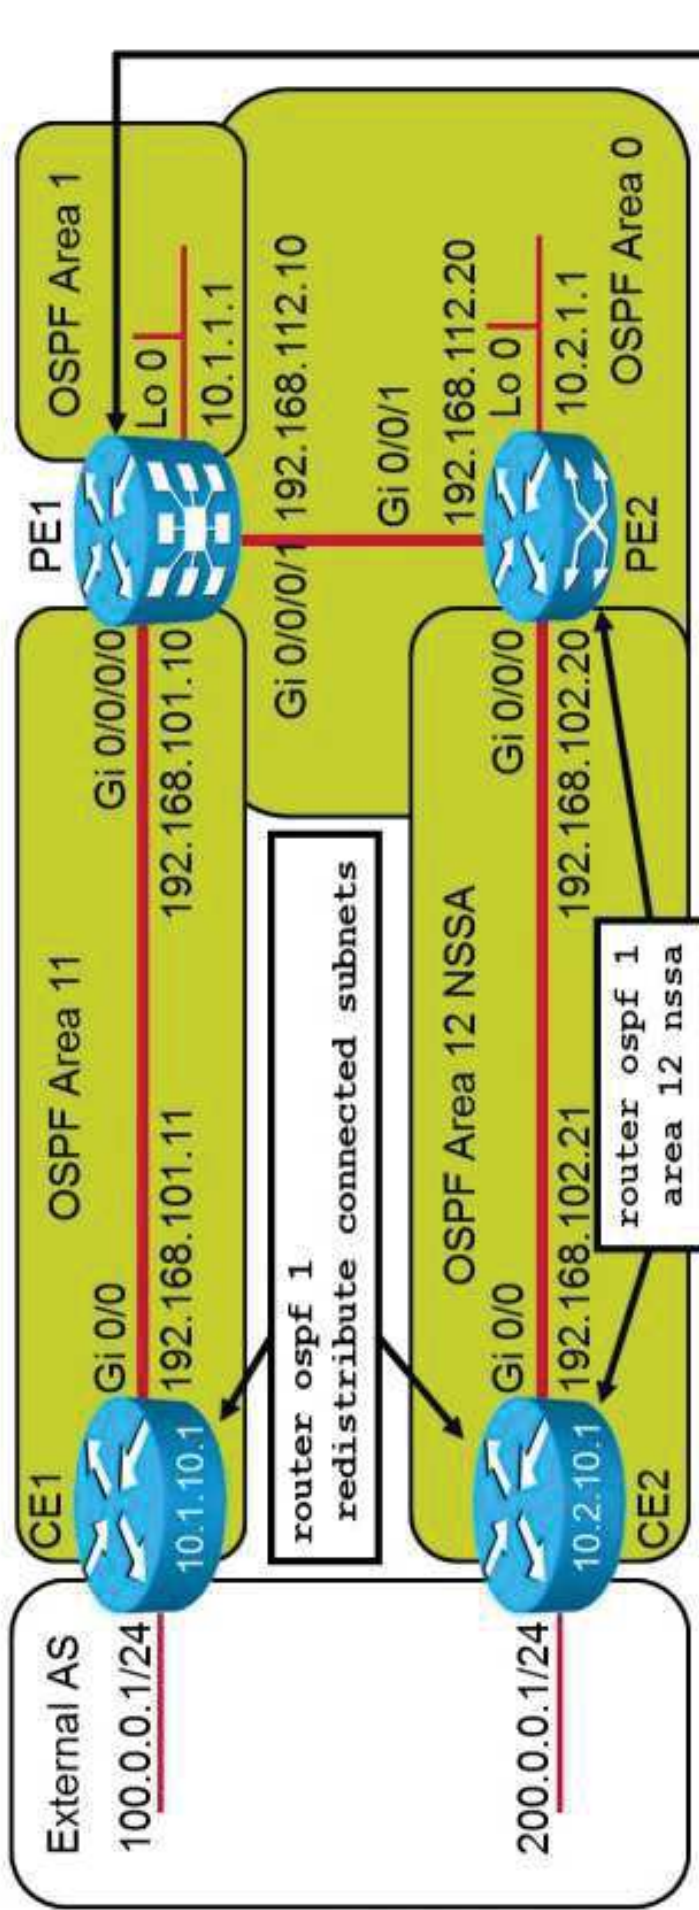 External AS
100.0.0.1/24
200.0.0.1/24
CE1
10.1.10.1
Gi 0/0
192.168.101.11
OSPF Area 11
Gi 0/0/0/0
192.168.101.10
PE1
OSPF Area 1
Lo 0
10.1.1.1
Gi 0/0/0/1
192.168.112.10
router ospf 1
redistribute connected subnets
Gi 0/0/1
192.168.112.20
OSPF Area 12 NSSA
CE2
10.2.10.1
Gi 0/0
192.168.102.21
Gi 0/0/0
192.168.102.20
PE2
Lo 0
10.2.1.1
OSPF Area 0
router ospf 1
area 12 nssa